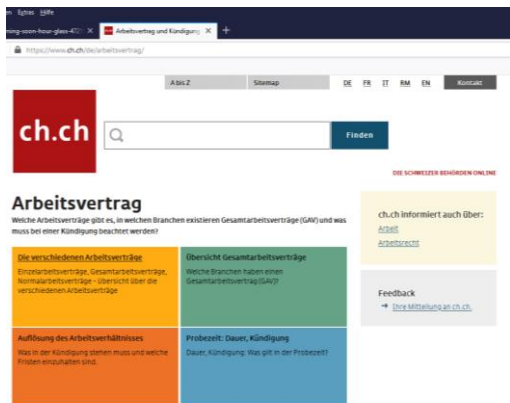 Extras Hilfe
Arbeitsvertrag und Kündigung
https://www.ch.ch/de/arbeitsvertrag/
A bis Z Sitemap DE FR IT RM EN Kontakt
ch.ch
Finden
DIE SCHWEIZER BEHÖRDEN ONLINE
Arbeitsvertrag
Welche Arbeitsverträge gibt es, in welchen Branchen existieren Gesamtarbeitsverträge (GAV) und was
muss bei einer Kündigung beachtet werden?
Die verschiedenen Arbeitsverträge
Einzelarbeitsverträge, Gesamtarbeitsverträge,
Normalarbeitsverträge – Übersicht über die
verschiedenen Arbeitsverträge
Übersicht Gesamtarbeitsverträge
Welche Branchen haben einen
Gesamtarbeitsvertrag (GAV)?
Auflösung des Arbeitsverhältnisses
Was in der Kündigung stehen muss und welche
Fristen einzuhalten sind.
Probezeit: Dauer, Kündigung
Dauer, Kündigung: Was gilt in der Probezeit?
ch.ch informiert auch über:
Arbeit
Arbeitsrecht
Feedback
Ihre Mitteilung an ch.ch.